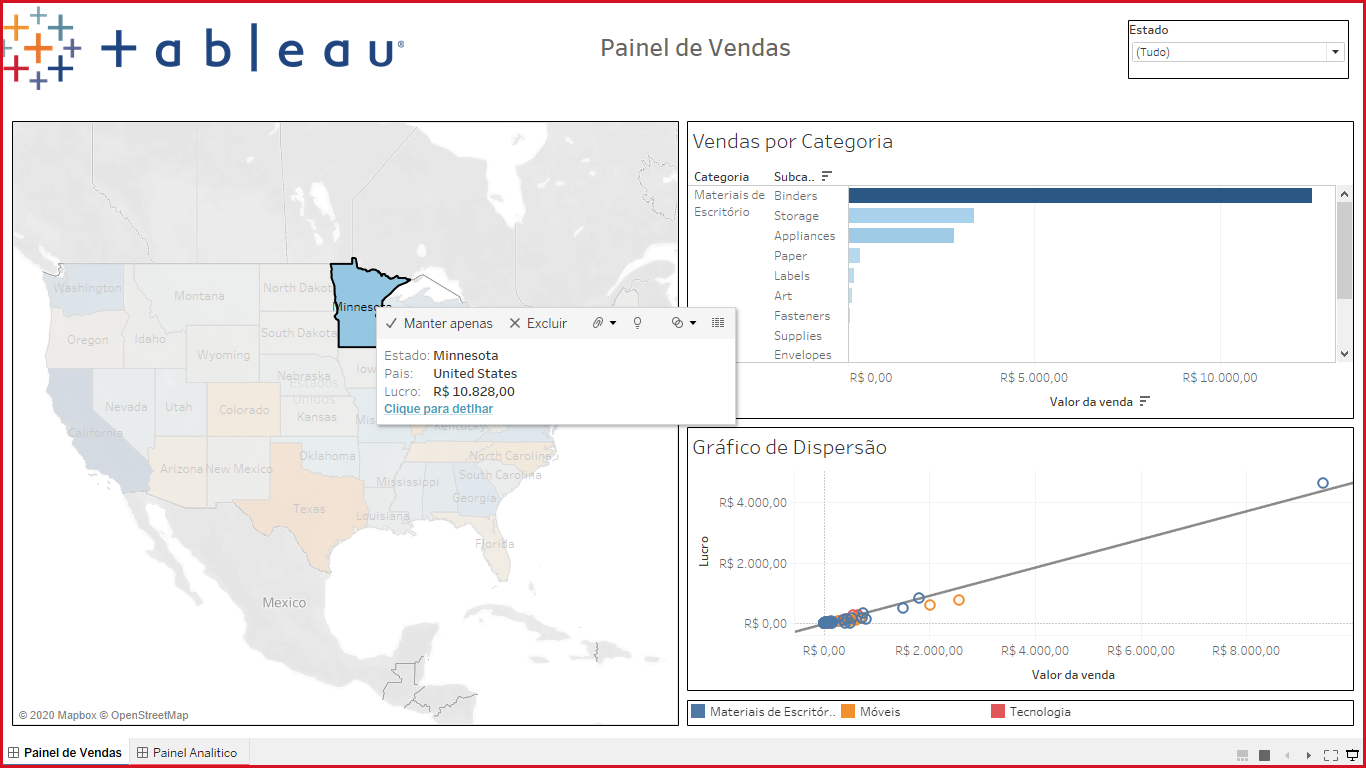 +ableau®
Painel de Vendas
Estado
(Tudo)
Washington
Montana
North Dakot
Minnesota
Oregon
Idaho
South Dakota
Wyoming
Nebraska
Estados
Unidos
Iow
Nevada
Utah
Colorado
Kansas
Mis
Kentucky
California
Arizona
New Mexico
Oklahoma
North Carolina
South Carolina
Mississippi
Georgia
Texas
Louisiana
Florida
Mexico
© 2020 Mapbox © OpenStreetMap
Manter apenas
Excluir
Estado: Minnesota
Pais: United States
Lucro: R$ 10.828,00
Clique para detlhar
Vendas por Categoria
Categoria Subca..
Materiais de
Escritório
Binders
Storage
Appliances
Paper
Labels
Art
Fasteners
Supplies
Envelopes
R$ 0,00 R$ 5.000,00 R$ 10.000,00
Valor da venda
Gráfico de Dispersão
Lucro
R$ 4.000,00
R$ 2.000,00
R$ 0,00
R$ 0,00 R$ 2.000,00 R$ 4.000,00 R$ 6.000,00 R$ 8.000,00
Valor da venda
Materiais de Escritór.. Móveis Tecnologia
Painel de Vendas Painel Analitico